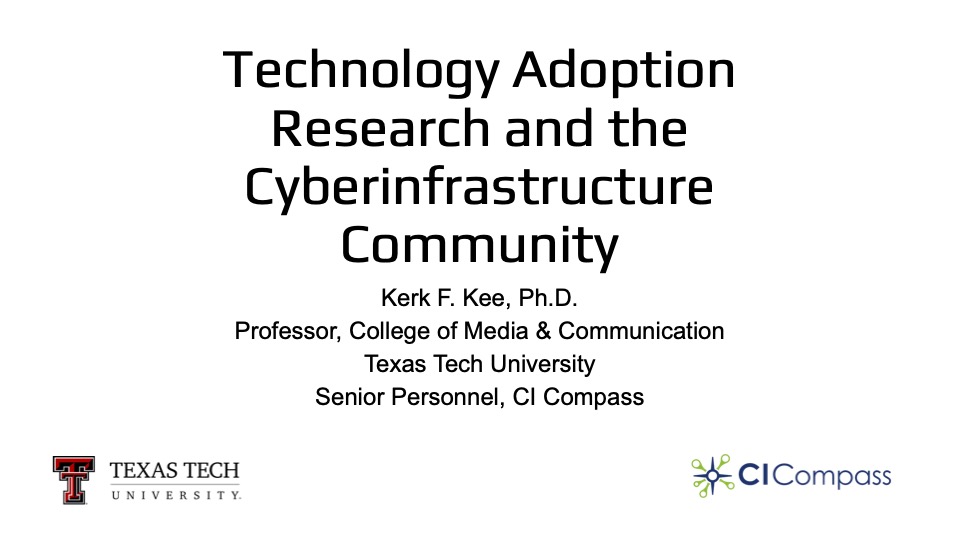 Technology Adoption
Research and the
Cyberinfrastructure
Community
Kerk F. Kee, Ph.D.
Professor, College of Media & Communication
Texas Tech University
Senior Personnel, CI Compass
TEXAS TECH
UNIVERSITY.
CICompass